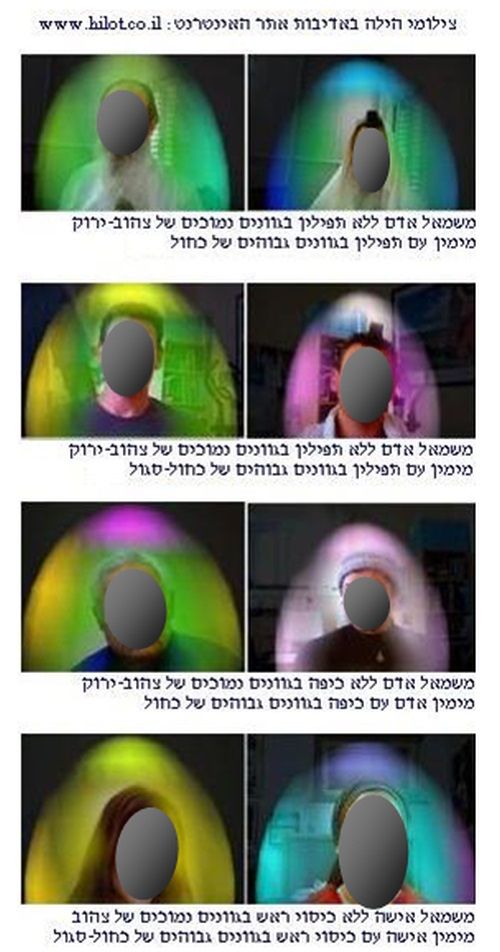 צילומי הילה באדיבות אתר האינטרנט: www.hilot.co.il
משמאל אדם ללא תפילין בגוונים נמוכים של צהוב-ירוק
מימין עם תפילין בגוונים גבוהים של כחול
משמאל אדם ללא תפילין בגוונים נמוכים של צהוב-ירוק
מימין עם תפילין בגוונים גבוהים של כחול-סגול
משמאל אדם ללא כיפה בגוונים נמוכים של צהוב-ירוק
מימין אדם עם כיפה בגוונים גבוהים של כחול
משמאל אישה ללא כיסוי ראש בגוונים נמוכים של צהוב
מימין אישה עם כיסוי ראש בגוונים גבוהים של כחול-סגול